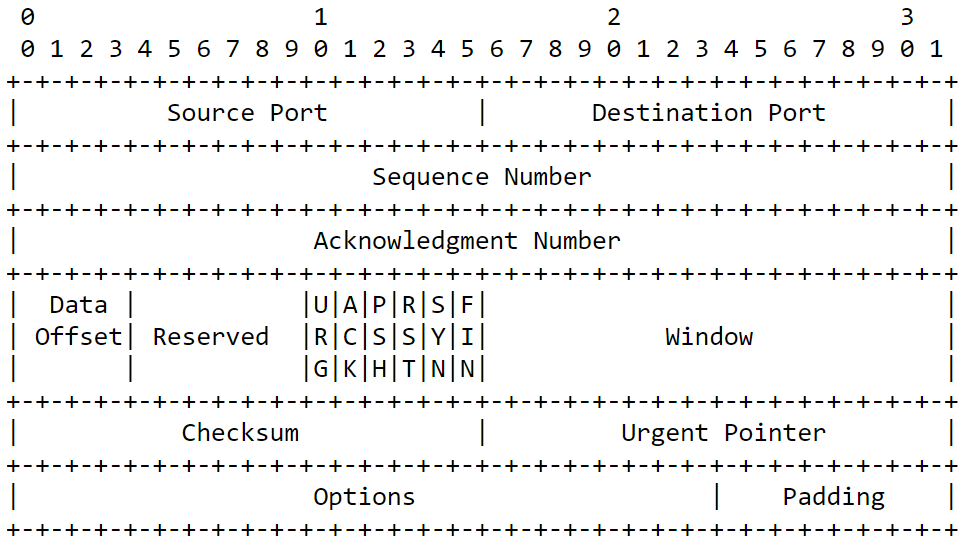 0                   1                   2                   3
 0 1 2 3 4 5 6 7 8 9 0 1 2 3 4 5 6 7 8 9 0 1 2 3 4 5 6 7 8 9 0 1
+-+-+-+-+-+-+-+-+-+-+-+-+-+-+-+-+-+-+-+-+-+-+-+-+-+-+-+-+-+-+-+-+
|          Source Port          |       Destination Port        |
+-+-+-+-+-+-+-+-+-+-+-+-+-+-+-+-+-+-+-+-+-+-+-+-+-+-+-+-+-+-+-+-+
|                        Sequence Number                        |
+-+-+-+-+-+-+-+-+-+-+-+-+-+-+-+-+-+-+-+-+-+-+-+-+-+-+-+-+-+-+-+-+
|                    Acknowledgment Number                      |
+-+-+-+-+-+-+-+-+-+-+-+-+-+-+-+-+-+-+-+-+-+-+-+-+-+-+-+-+-+-+-+-+
|  Data |           |U|A|P|R|S|F|                               |
| Offset| Reserved  |R|C|S|S|Y|I|            Window             |
|       |           |G|K|H|T|N|N|                               |
+-+-+-+-+-+-+-+-+-+-+-+-+-+-+-+-+-+-+-+-+-+-+-+-+-+-+-+-+-+-+-+-+
|           Checksum            |         Urgent Pointer        |
+-+-+-+-+-+-+-+-+-+-+-+-+-+-+-+-+-+-+-+-+-+-+-+-+-+-+-+-+-+-+-+-+
|                    Options                    |    Padding    |
+-+-+-+-+-+-+-+-+-+-+-+-+-+-+-+-+-+-+-+-+-+-+-+-+-+-+-+-+-+-+-+-+